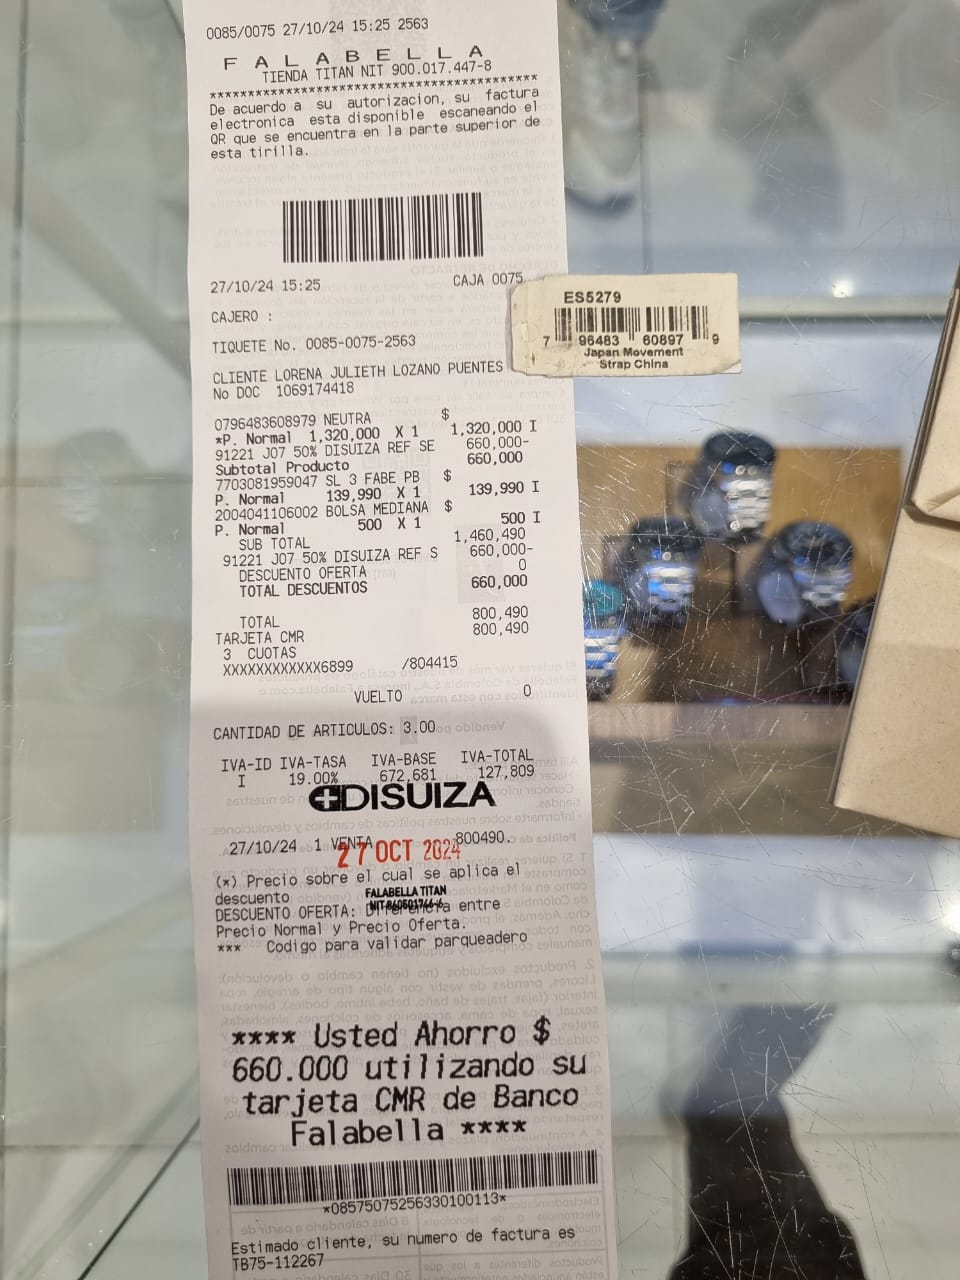 0085/0075 27/10/24 15:25 2563
F A L A B E L L A
TIENDA TITAN NIT 900.017.447-8
****************************************
De acuerdo a su autorizacion, su factura
electronica esta disponible escaneando el
QR que se encuentra en la parte superior de
esta tirilla.
27/10/24 15:25 CAJA 0075
CAJERO :
TIQUETE No. 0085-0075-2563
CLIENTE LORENA JULIETH LOZANO PUENTES
No DOC 1069174418
0796483608979 NEUTRA $
*P. Normal 1,320,000 X 1 1,320,000 I
91221 J07 50% DISUIZA REF SE 660,000-
Subtotal Producto 660,000
7703081959047 SL 3 FABE PB $
P. Normal 139,990 X 1 139,990 I
2004041106002 BOLSA MEDIANA $
P. Normal 500 X 1 500 I
SUB TOTAL 1,460,490
91221 J07 50% DISUIZA REF S 660,000-
DESCUENTO OFERTA 0
TOTAL DESCUENTOS 660,000
TOTAL 800,490
TARJETA CMR 800,490
3 CUOTAS
XXXXXXXXXXXX6899 /804415
VUELTO 0
CANTIDAD DE ARTICULOS: 3.00
IVA-ID IVA-TASA IVA-BASE IVA-TOTAL
I 19.00% 672,681 127,809
DISUIZA
27/10/24 1 VENTA 800490.
27 OCT 2024
(*) Precio sobre el cual se aplica el
descuento
FALABELLA TITAN
DESCUENTO OFERTA: Diferencia entre
Precio Normal y Precio Oferta.
*** Codigo para validar parqueadero
**** Usted Ahorro $
660.000 utilizando su
tarjeta CMR de Banco
Falabella ****
*08575075256330100113*
Estimado cliente, su numero de factura es
TB75-112267
ES5279
7 96483 60897 9
Japan Movement
Strap China